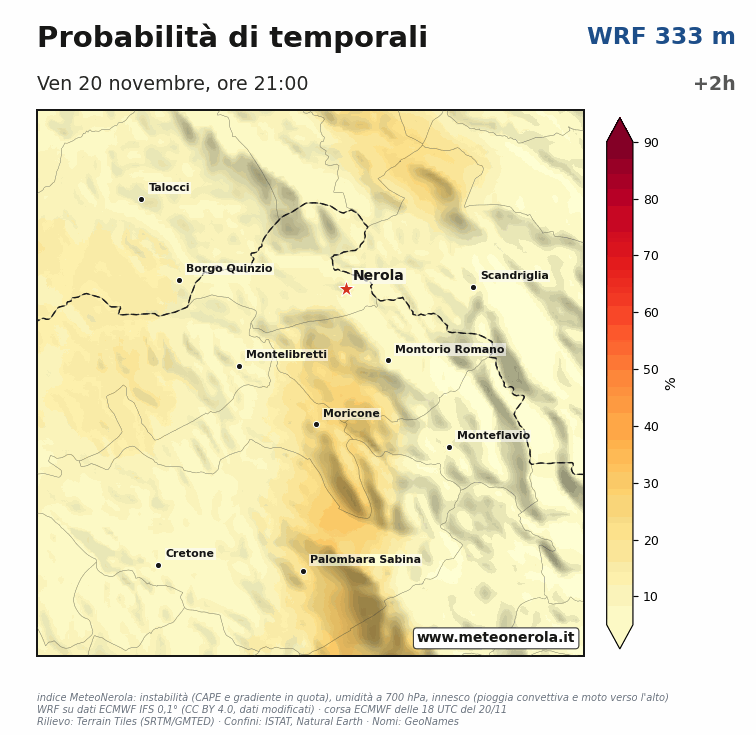 Probabilità di temporali
WRF 333 m
Ven 20 novembre, ore 21:00
+2h
Talocci
Borgo Quinzio
Nerola
Scandriglia
Montelibretti
Montorio Romano
Moricone
Monteflavio
Cretone
Palombara Sabina
www.meteonerola.it
90
80
70
60
50
40
30
20
10
%
indice MeteoNerola: instabilità (CAPE e gradiente in quota), umidità a 700 hPa, innesco (pioggia convettiva e moto verso l'alto)
WRF su dati ECMWF IFS 0,1° (CC BY 4.0, dati modificati) · corsa ECMWF delle 18 UTC del 20/11
Rilievo: Terrain Tiles (SRTM/GMTED) · Confini: ISTAT, Natural Earth · Nomi: GeoNames